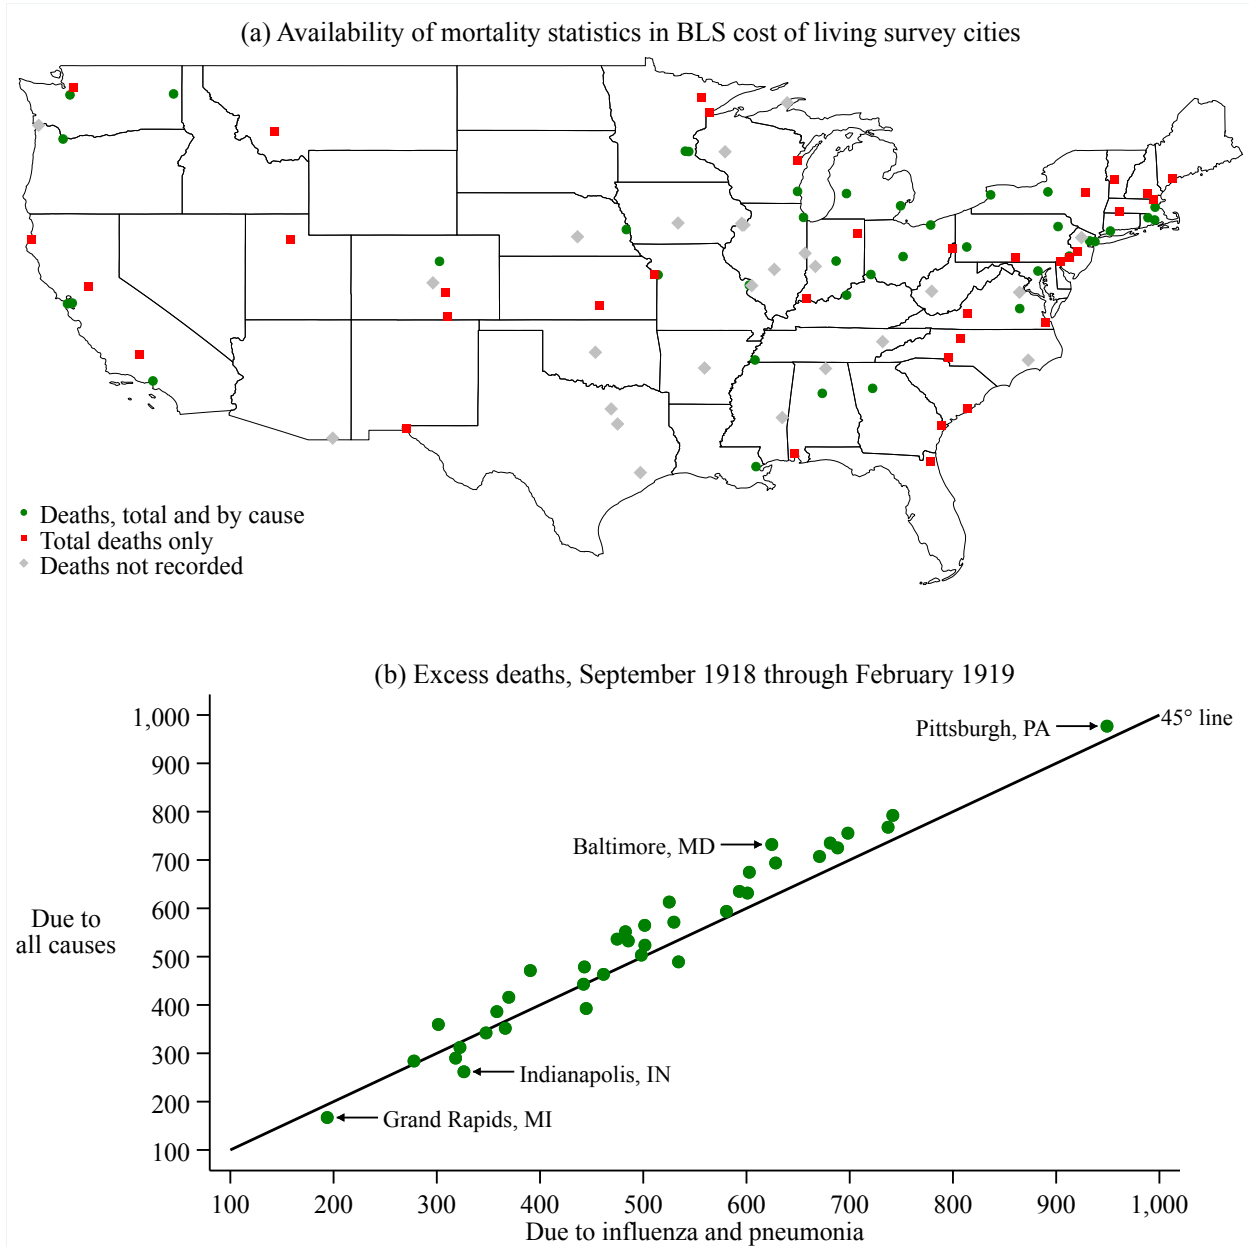 (a) Availability of mortality statistics in BLS cost of living survey cities
Deaths, total and by cause
Total deaths only
Deaths not recorded
(b) Excess deaths, September 1918 through February 1919
1,000
900
800
700
600
500
400
300
200
100
Due to
all causes
Pittsburgh, PA
45° line
Baltimore, MD
Indianapolis, IN
Grand Rapids, MI
100 200 300 400 500 600 700 800 900 1,000
Due to influenza and pneumonia